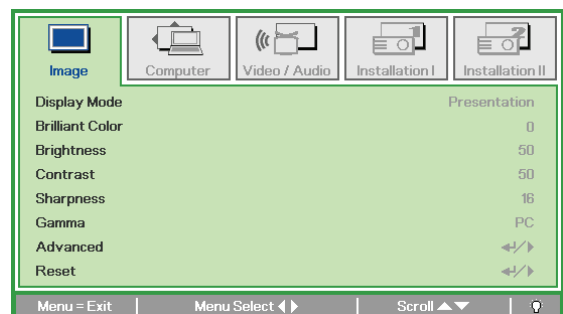 Image Computer Video / Audio Installation I Installation II
Display Mode Presentation
Brilliant Color 0
Brightness 50
Contrast 50
Sharpness 16
Gamma PC
Advanced ↵/▶
Reset ↵/▶
Menu = Exit Menu Select ◀ ▶ Scroll ▲▼